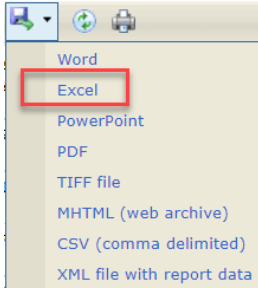 Word
Excel
PowerPoint
PDF
TIFF file
MHTML (web archive)
CSV (comma delimited)
XML file with report data